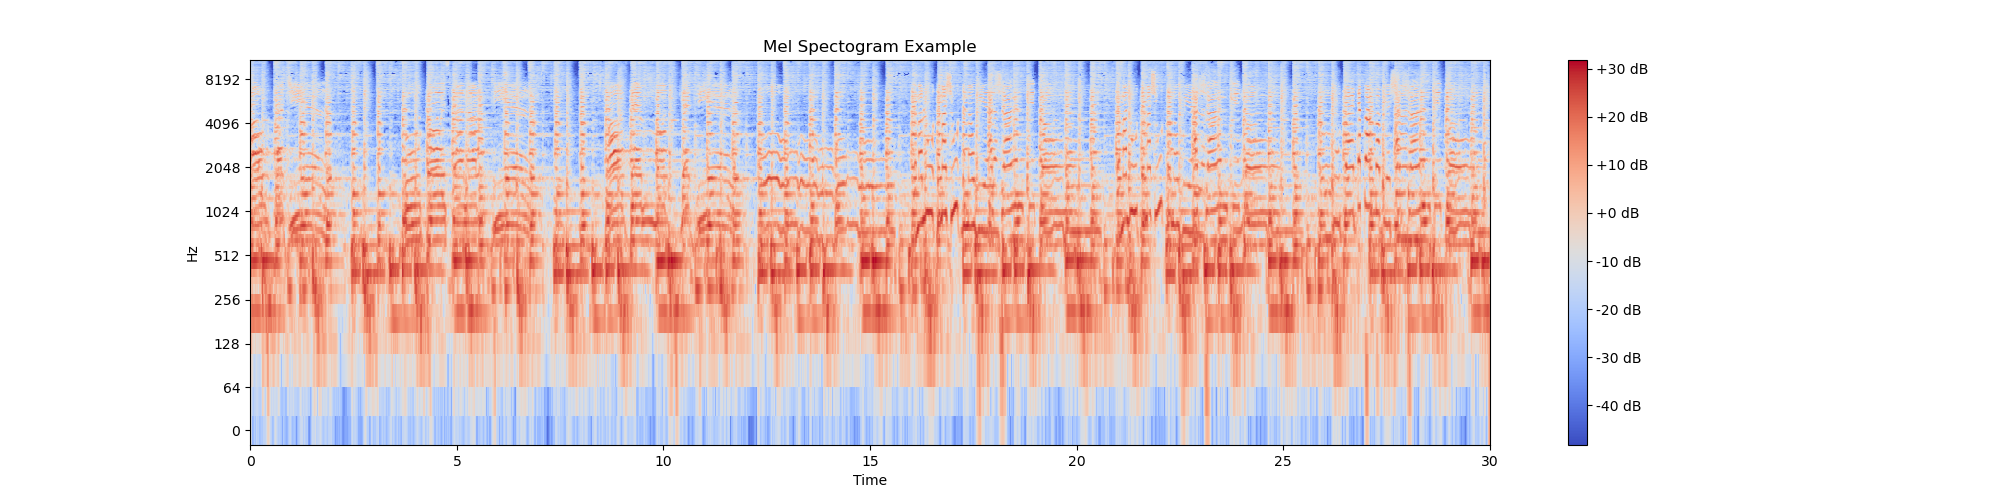 Mel Spectogram Example
Hz
8192
4096
2048
1024
512
256
128
64
0
0 5 10 15 20 25 30
Time
+30 dB
+20 dB
+10 dB
+0 dB
-10 dB
-20 dB
-30 dB
-40 dB